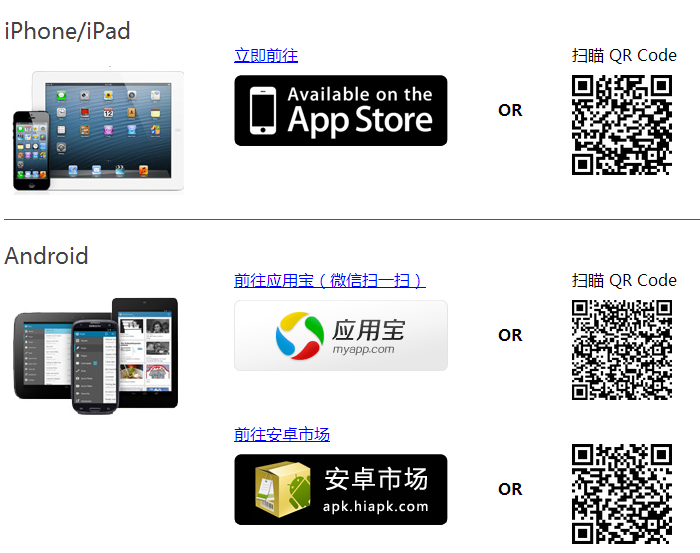 iPhone/iPad
立即前往
扫瞄 QR Code
Available on the
App Store
OR
Android
前往应用宝（微信扫一扫）
扫瞄 QR Code
应用宝
myapp.com
OR
前往安卓市场
安卓市场
apk.hiapk.com
OR